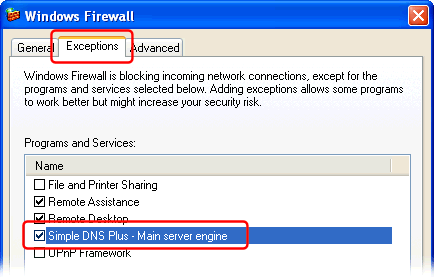 Windows Firewall
General Exceptions Advanced
Windows Firewall is blocking incoming network connections, except for the
programs and services selected below. Adding exceptions allows some programs
to work better but might increase your security risk.
Programs and Services:
Name
File and Printer Sharing
Remote Assistance
Remote Desktop
Simple DNS Plus - Main server engine
UPnP Framework